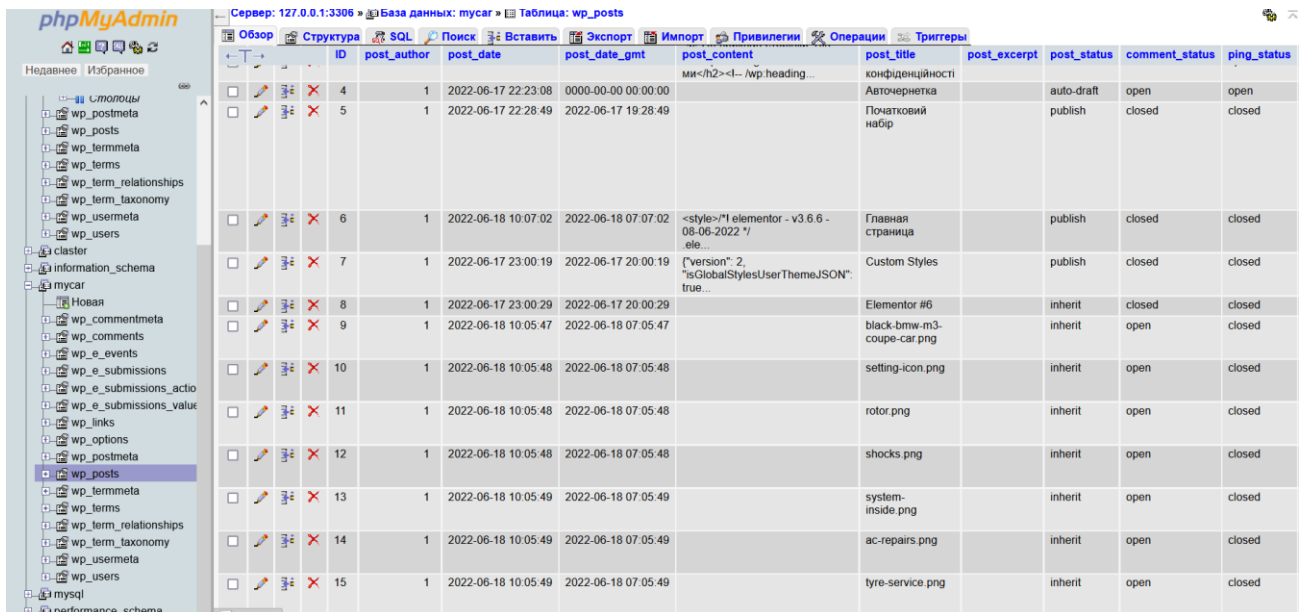 phpMyAdmin
Недавнее Избранное
Столбцы
wp_postmeta
wp_posts
wp_termmeta
wp_terms
wp_term_relationships
wp_term_taxonomy
wp_usermeta
wp_users
claster
information_schema
mycar
Новая
wp_commentmeta
wp_comments
wp_e_events
wp_e_submissions
wp_e_submissions_actio
wp_e_submissions_value
wp_links
wp_options
wp_postmeta
wp_posts
wp_termmeta
wp_terms
wp_term_relationships
wp_term_taxonomy
wp_usermeta
wp_users
mysql
performance_schema
Сервер: 127.0.0.1:3306 » База данных: mycar » Таблица: wp_posts
Обзор Структура SQL Поиск Вставить Экспорт Импорт Привилегии Операции Триггеры
←T→ ID post_author post_date post_date_gmt post_content post_title post_excerpt post_status comment_status ping_status
ми</h2><!-- /wp:heading... конфіденційності
4 1 2022-06-17 22:23:08 0000-00-00 00:00:00 Авточернетка auto-draft open open
5 1 2022-06-17 22:28:49 2022-06-17 19:28:49 Початковий publish closed closed
набір
6 1 2022-06-18 10:07:02 2022-06-18 07:07:02 <style>/*! elementor - v3.6.6 - Главная publish closed closed
08-06-2022 */ страница
.ele...
7 1 2022-06-17 23:00:19 2022-06-17 20:00:19 {"version": 2, Custom Styles publish closed closed
"isGlobalStylesUserThemeJSON":
true...
8 1 2022-06-17 23:00:29 2022-06-17 20:00:29 Elementor #6 inherit closed closed
9 1 2022-06-18 10:05:47 2022-06-18 07:05:47 black-bmw-m3- inherit open closed
coupe-car.png
10 1 2022-06-18 10:05:48 2022-06-18 07:05:48 setting-icon.png inherit open closed
11 1 2022-06-18 10:05:48 2022-06-18 07:05:48 rotor.png inherit open closed
12 1 2022-06-18 10:05:48 2022-06-18 07:05:48 shocks.png inherit open closed
13 1 2022-06-18 10:05:49 2022-06-18 07:05:49 system- inherit open closed
inside.png
14 1 2022-06-18 10:05:49 2022-06-18 07:05:49 ac-repairs.png inherit open closed
15 1 2022-06-18 10:05:49 2022-06-18 07:05:49 tyre-service.png inherit open closed